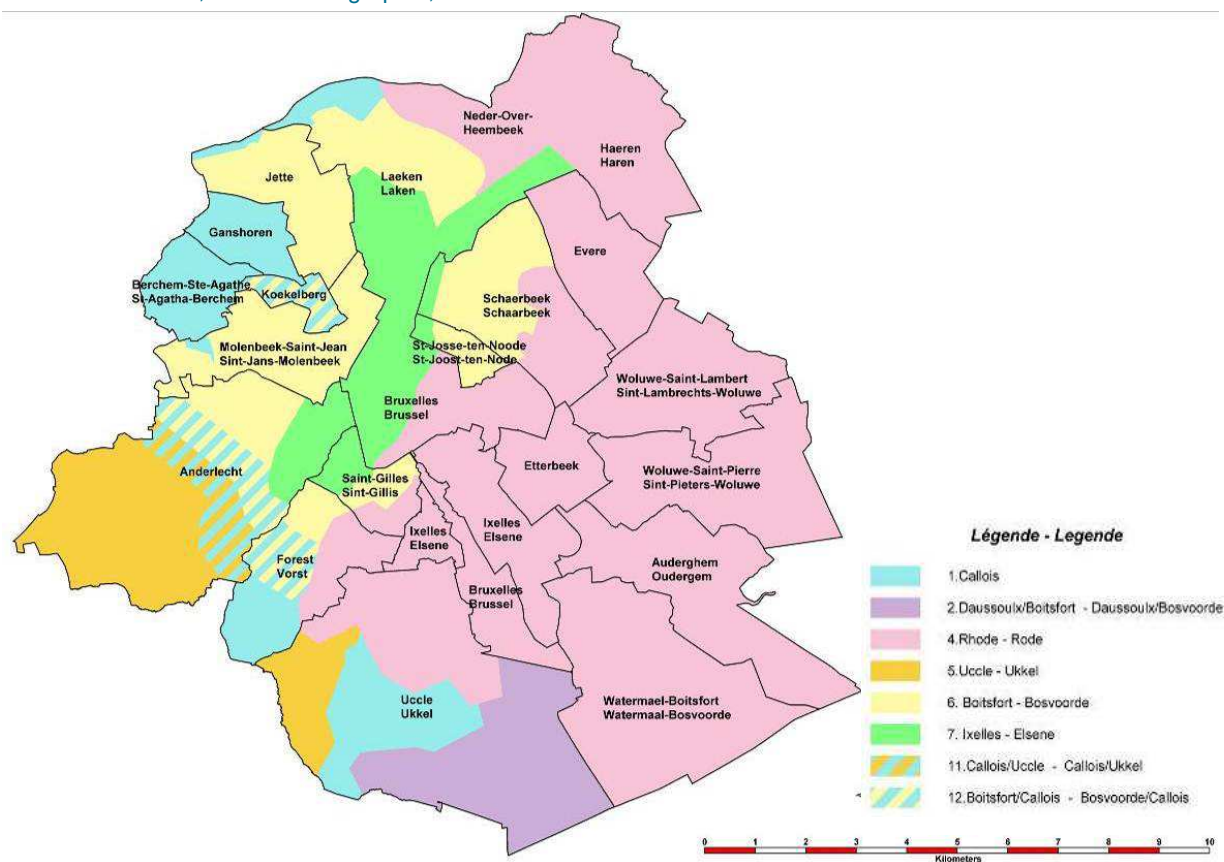 Neder-Over-
Heembeek
Haeren
Haren
Jette
Laeken
Laken
Ganshoren
Evere
Berchem-Ste-Agathe
St-Agatha-Berchem
Koekelberg
Schaerbeek
Schaarbeek
Molenbeek-Saint-Jean
Sint-Jans-Molenbeek
St-Josse-ten-Noode
St-Joost-ten-Node
Woluwe-Saint-Lambert
Sint-Lambrechts-Woluwe
Bruxelles
Brussel
Anderlecht
Etterbeek
Woluwe-Saint-Pierre
Sint-Pieters-Woluwe
Saint-Gilles
Sint-Gillis
Ixelles
Elsene
Ixelles
Elsene
Forest
Vorst
Auderghem
Oudergem
Bruxelles
Brussel
Uccle
Ukkel
Watermael-Boitsfort
Watermaal-Bosvoorde
Légende - Legende
1.Callois
2.Daussoulx/Boitsfort - Daussoulx/Bosvoorde
4.Rhode - Rode
5.Uccle - Ukkel
6. Boitsfort - Bosvoorde
7. Ixelles - Elsene
11.Callois/Uccle - Callois/Ukkel
12.Boitsfort/Callois - Bosvoorde/Callois
0 1 2 3 4 5 6 7 8 9 10
Kilometers